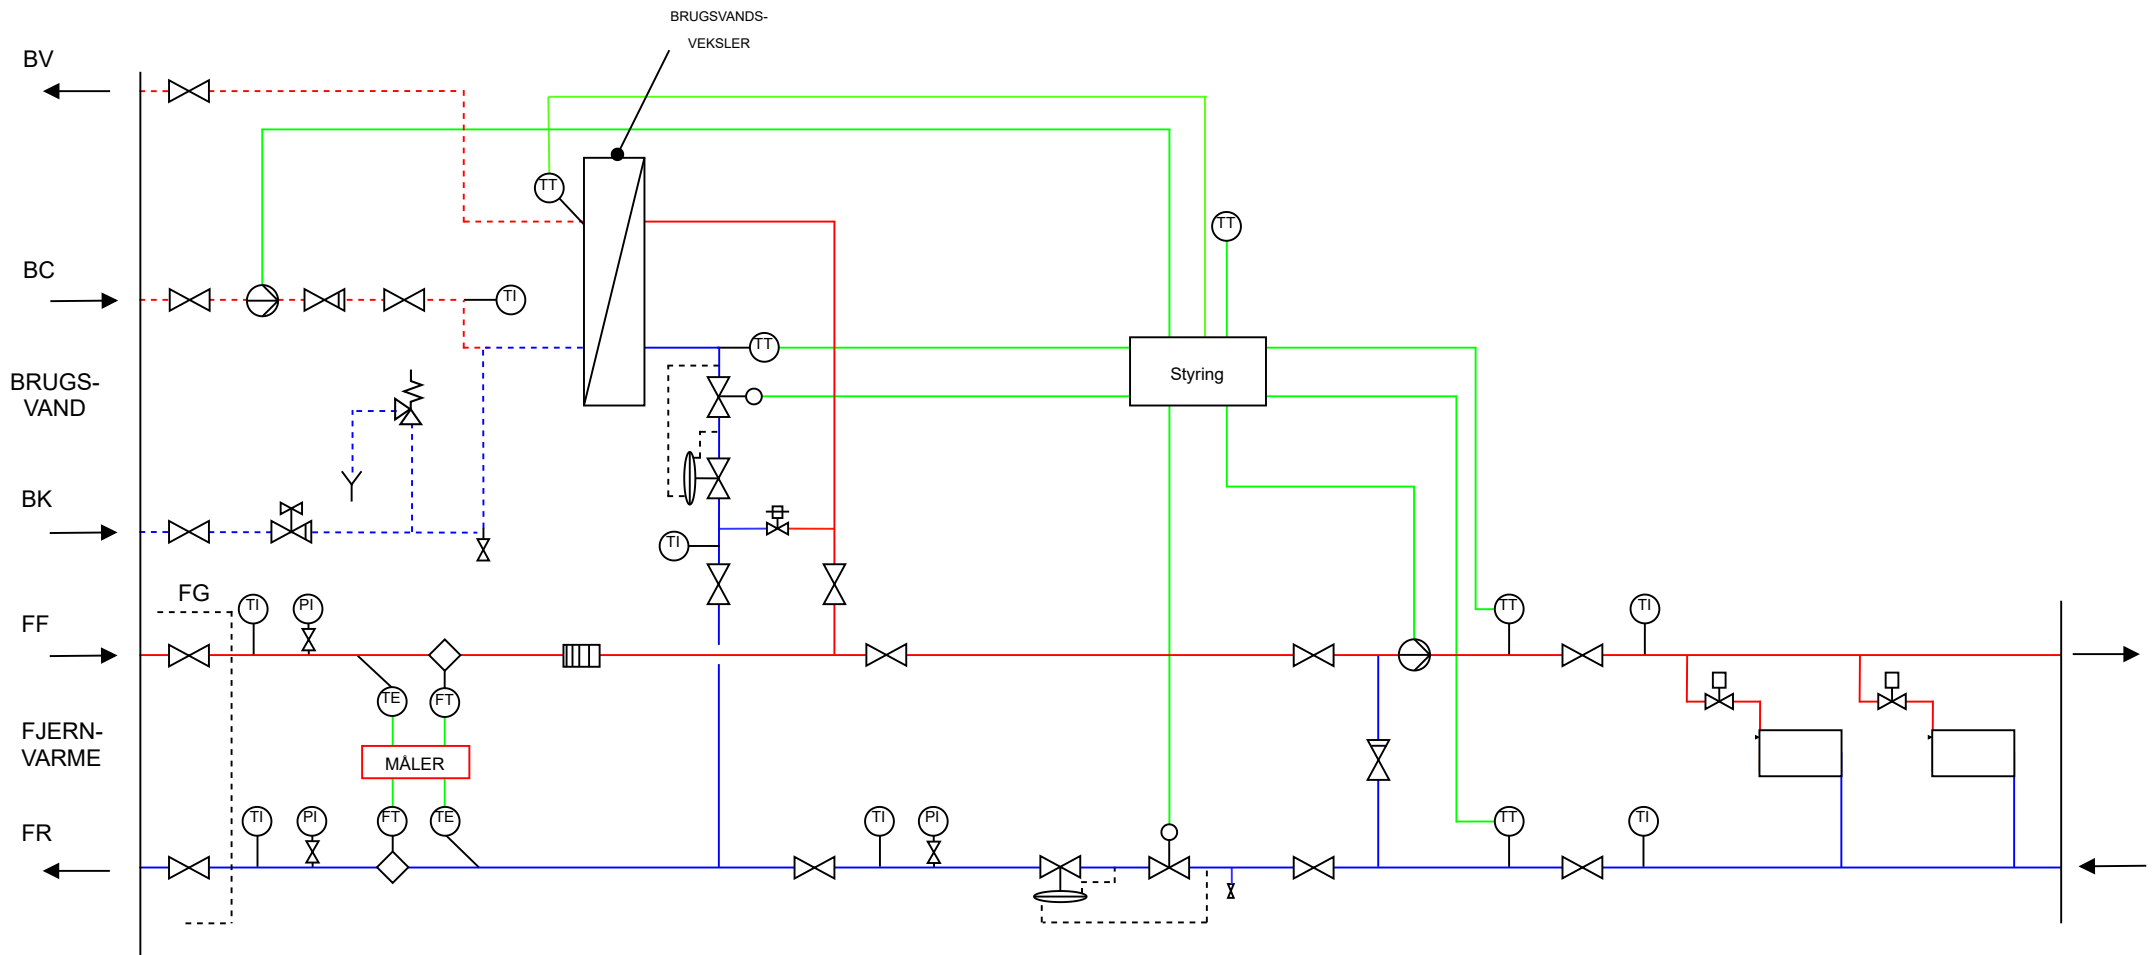 BRUGSVANDS-
VEKSLER
BV
TT
TT
BC
TI
TT
Styring
BRUGS-
VAND
BK
TI
FG
TI
PI
TT
TI
FF
TE
FT
FJERN-
VARME
MÅLER
TI
PI
FT
TE
TI
PI
TT
TI
FR